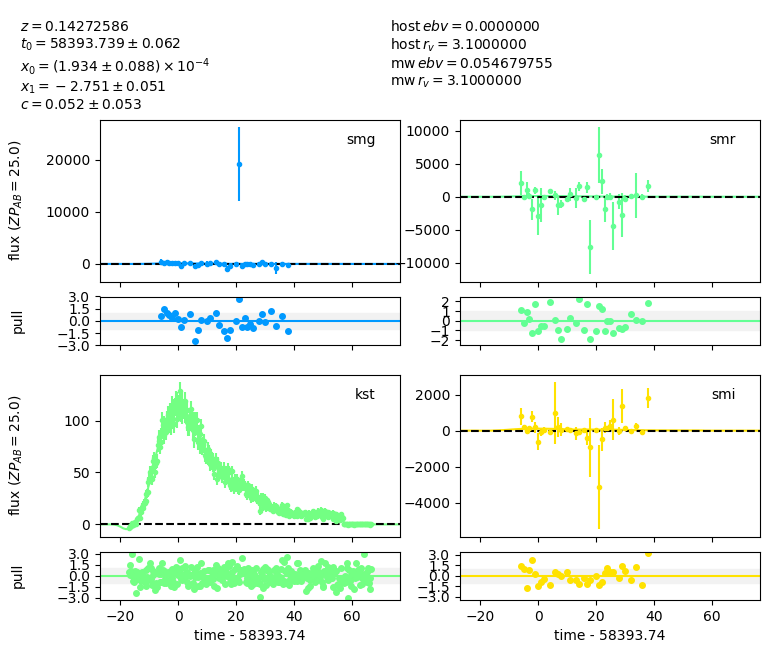 z = 0.14272586
t0 = 58393.739 ± 0.062
x0 = (1.934 ± 0.088) × 10^−4
x1 = −2.751 ± 0.051
c = 0.052 ± 0.053
host ebv = 0.0000000
host rv = 3.1000000
mw ebv = 0.054679755
mw rv = 3.1000000
flux (ZPAB = 25.0)
20000
10000
0
smg
10000
5000
0
−5000
−10000
smr
pull
3.0
1.5
0.0
−1.5
−3.0
2
1
0
−1
−2
flux (ZPAB = 25.0)
100
50
0
kst
2000
0
−2000
−4000
smi
pull
3.0
1.5
0.0
−1.5
−3.0
3.0
1.5
0.0
−1.5
−3.0
−20 0 20 40 60
−20 0 20 40 60
time - 58393.74
time - 58393.74